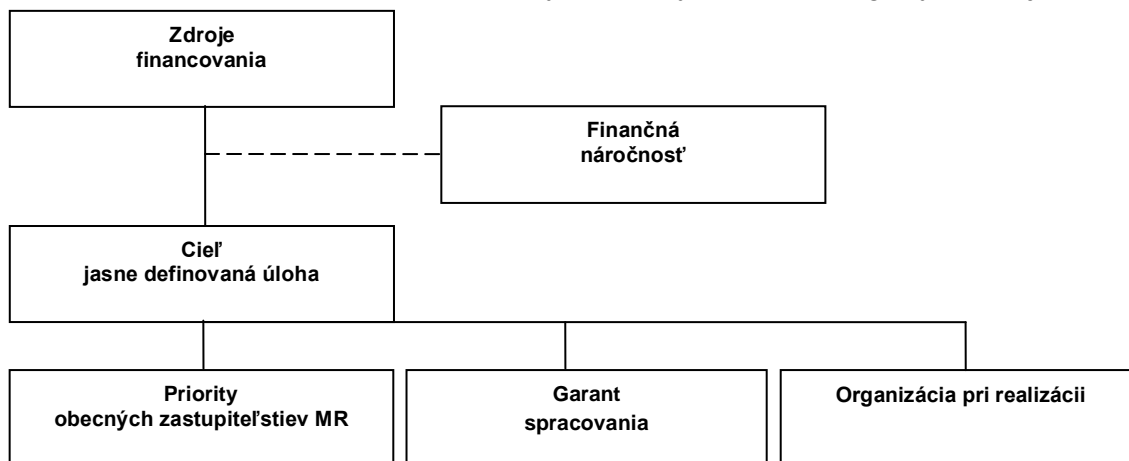 Zdroje
financovania
Finančná
náročnosť
Cieľ
jasne definovaná úloha
Priority
obecných zastupiteľstiev MR
Garant
spracovania
Organizácia pri realizácii